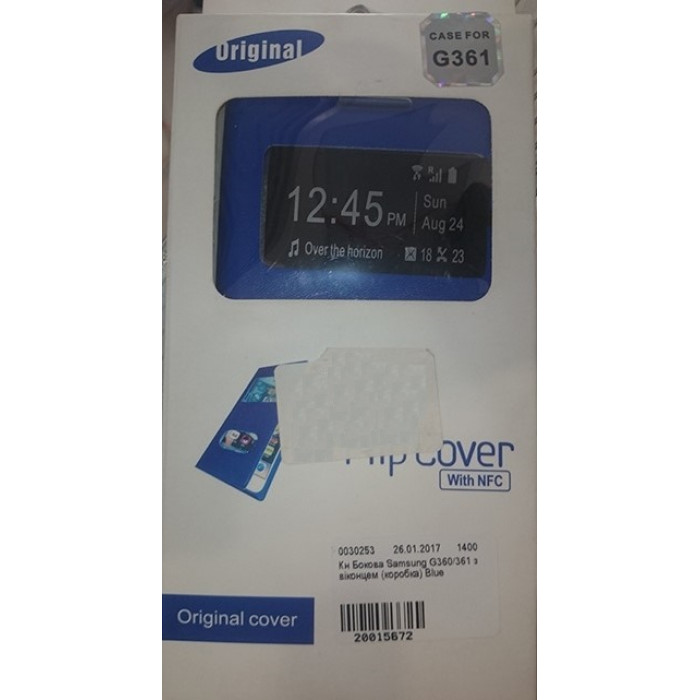 Original
CASE FOR
G361
12:45 PM
Sun
Aug 24
Over the horizon
18 23
Flip Cover
With NFC
0030253 26.01.2017 1400
Кн Бокова Samsung G360/361 з
віконцем (коробка) Blue
20015672
Original cover